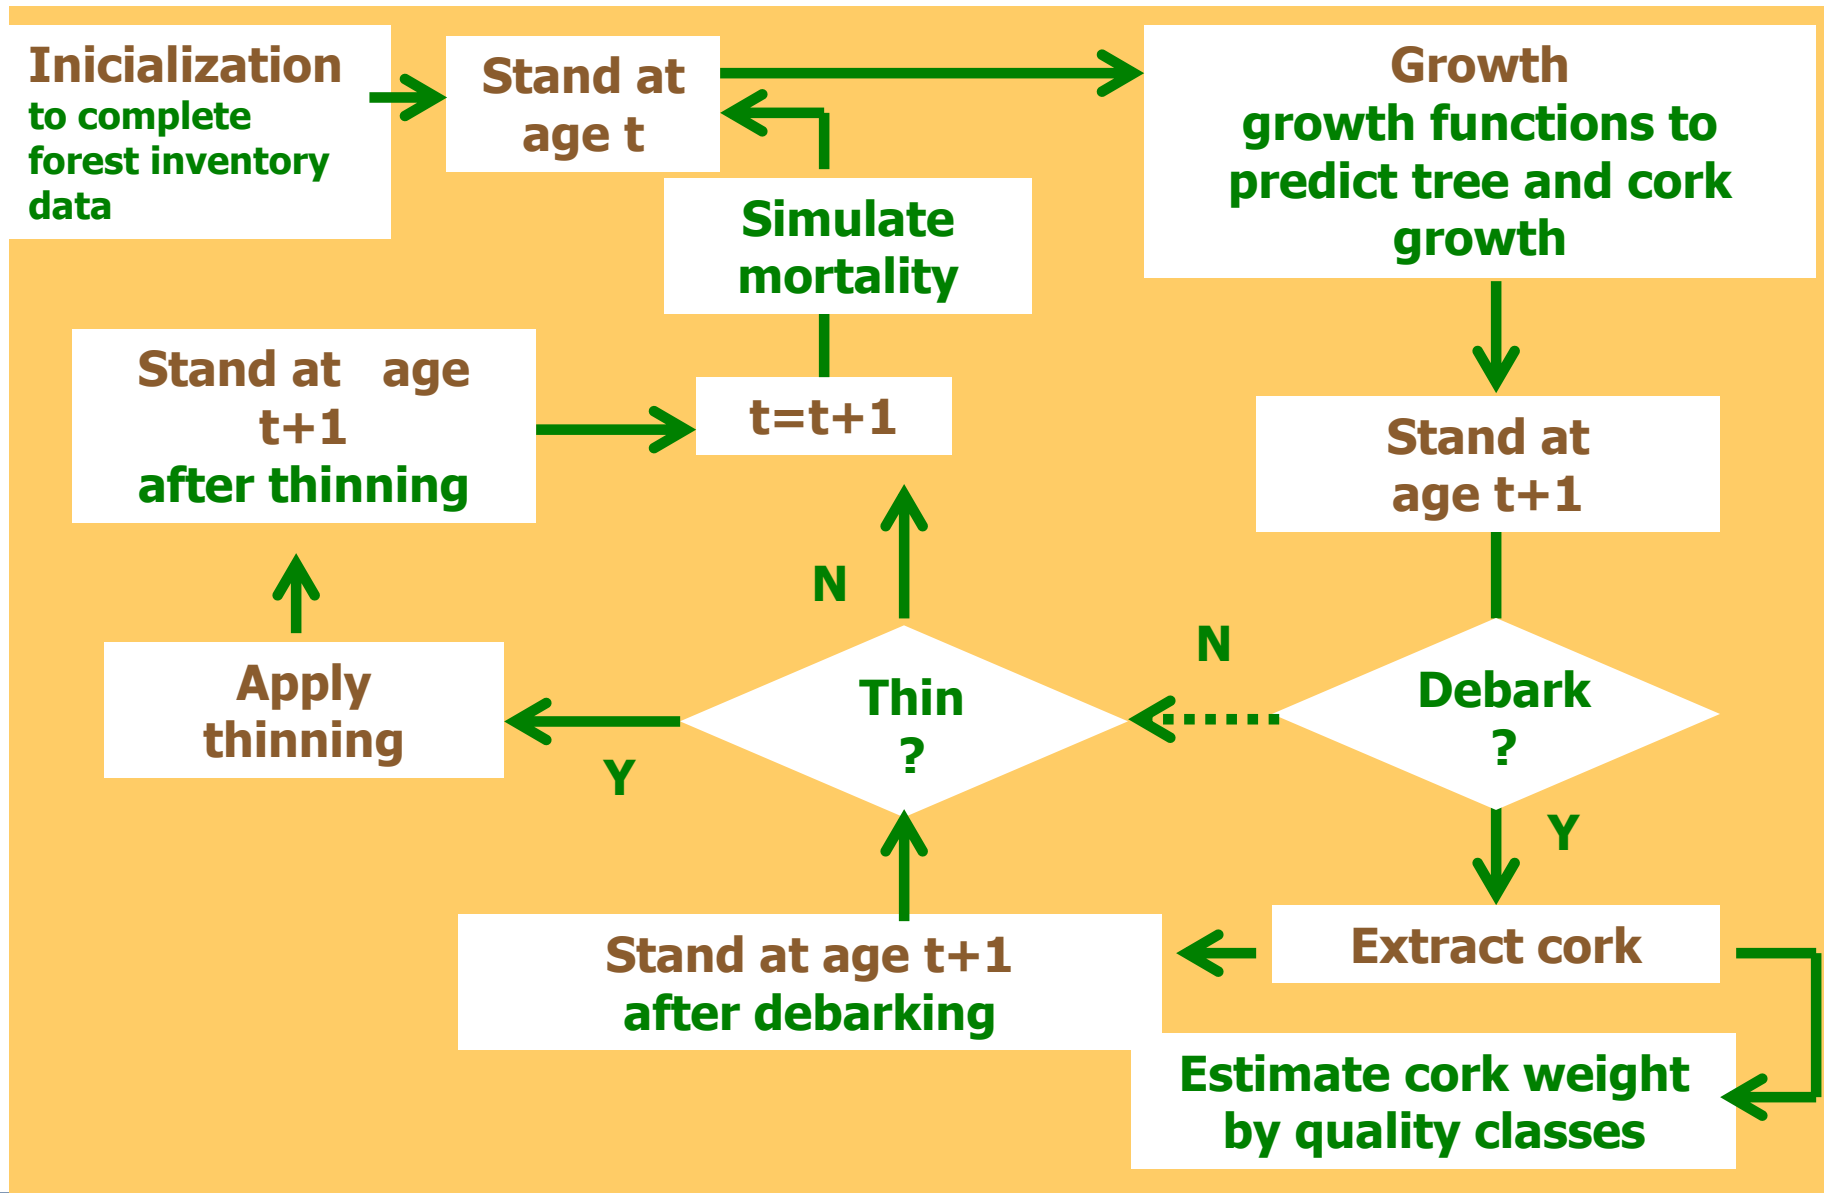 Inicialization
to complete
forest inventory
data
Stand at
age t
Growth
growth functions to
predict tree and cork
growth
Simulate
mortality
Stand at age
t+1
after thinning
t=t+1
Stand at
age t+1
N
N
Apply
thinning
Thin
?
Debark
?
Y
Y
Stand at age t+1
after debarking
Extract cork
Estimate cork weight
by quality classes